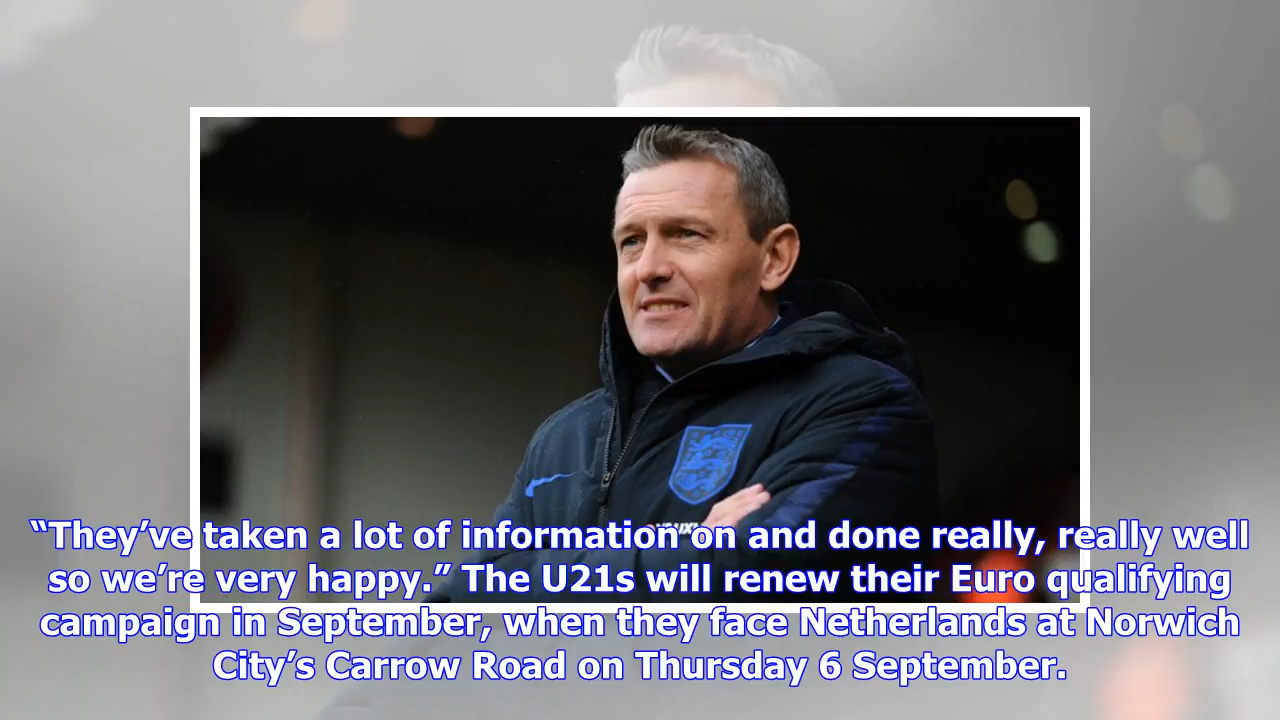 “They’ve taken a lot of information on and done really, really well
so we’re very happy.” The U21s will renew their Euro qualifying
campaign in September, when they face Netherlands at Norwich
City’s Carrow Road on Thursday 6 September.